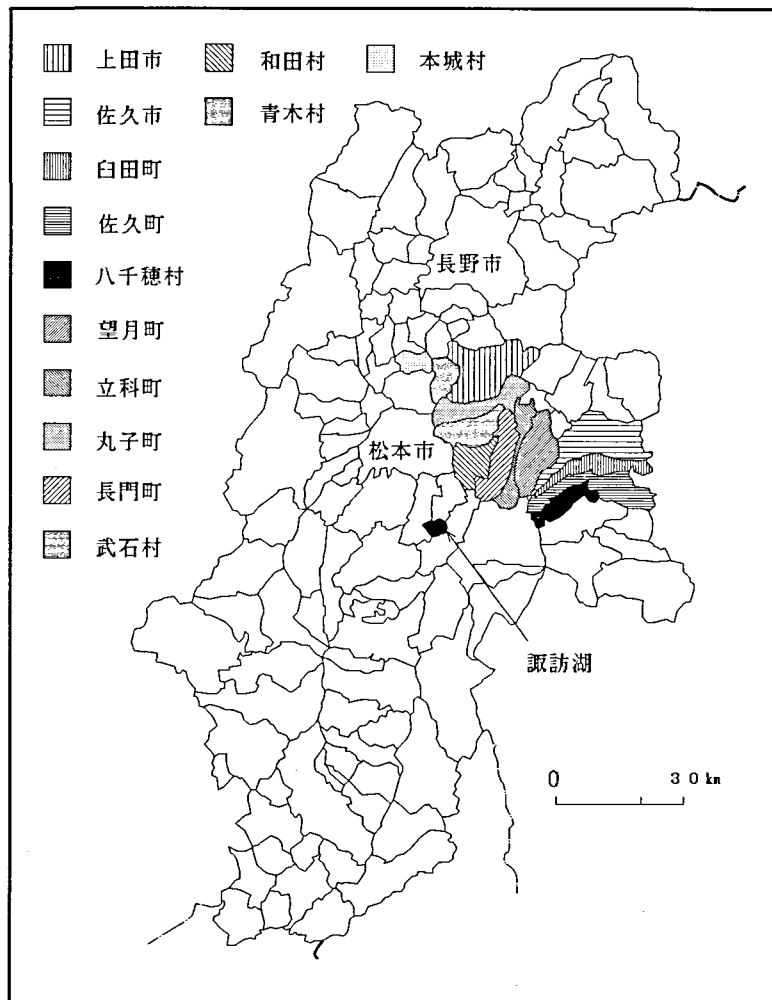 上田市 和田村 本城村
佐久市 青木村
臼田町
佐久町
八千穂村
望月町
立科町
丸子町
長門町
武石村
長野市
松本市
諏訪湖
0 30km